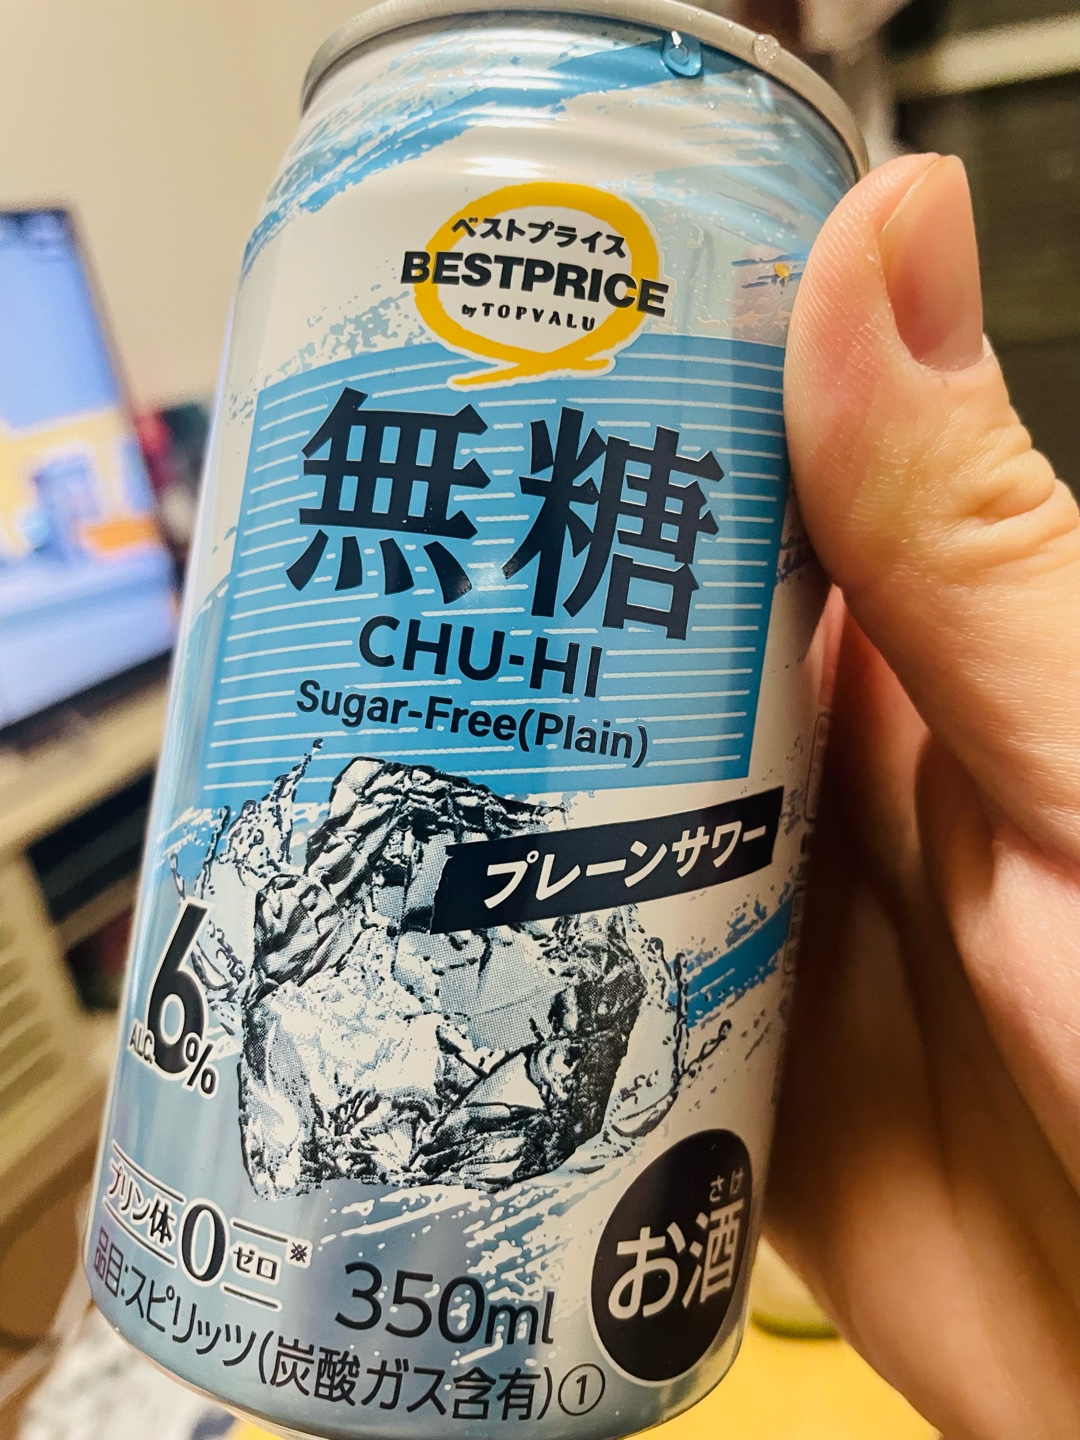 ベストプライス
BESTPRICE
by TOPVALU
無糖
CHU-HI
Sugar-Free(Plain)
プレーンサワー
ALC.6%
プリン体0ゼロ※
品目:スピリッツ(炭酸ガス含有)①
350ml
さけ
お酒